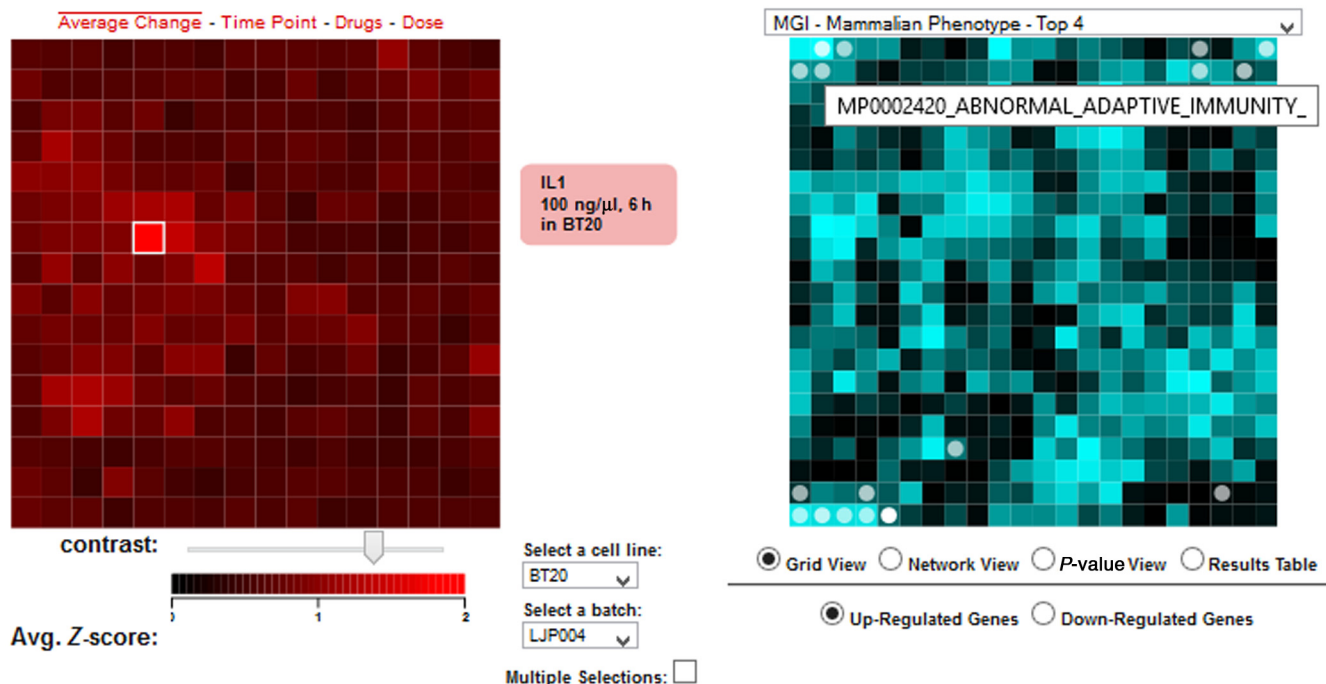 Average Change - Time Point - Drugs - Dose
MGI - Mammalian Phenotype - Top 4
MP0002420_ABNORMAL_ADAPTIVE_IMMUNITY_
IL1
100 ng/μl, 6 h
in BT20
contrast:
0 1 2
Avg. Z-score:
Select a cell line:
BT20
Select a batch:
LJP004
Multiple Selections:
Grid View Network View P-value View Results Table
Up-Regulated Genes Down-Regulated Genes